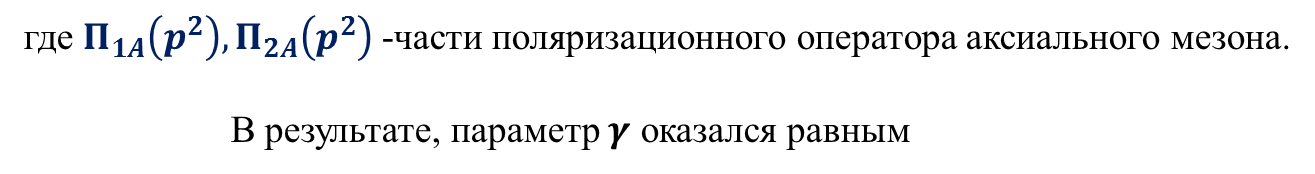 где Π₁A(p²), Π₂A(p²) -части поляризационного оператора аксиального мезона.
В результате, параметр γ оказался равным